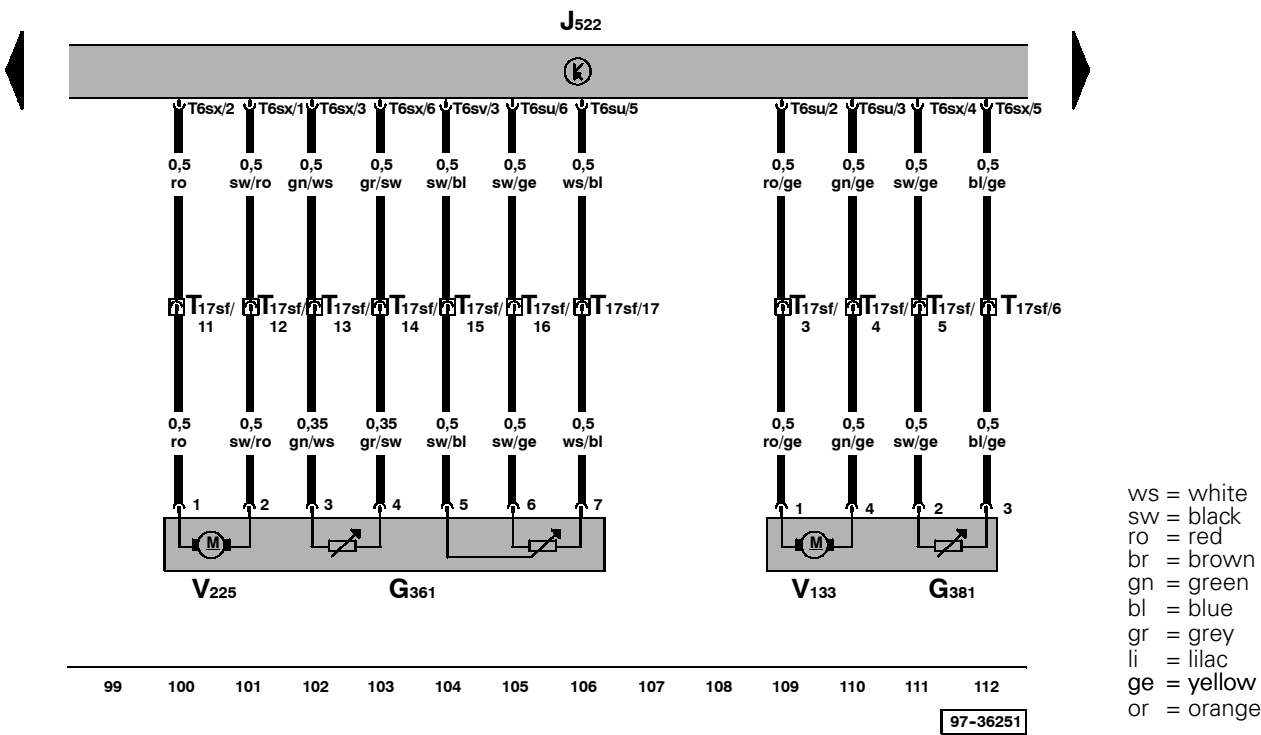 J522
K
T6sx/2 T6sx/1 T6sx/3 T6sx/6 T6sv/3 T6su/6 T6su/5 T6su/2 T6su/3 T6sx/4 T6sx/5
0,5 0,5 0,5 0,5 0,5 0,5 0,5 0,5 0,5 0,5 0,5
ro sw/ro gn/ws gr/sw sw/bl sw/ge ws/bl ro/ge gn/ge sw/ge bl/ge
T17sf/ T17sf/ T17sf/ T17sf/ T17sf/ T17sf/ T17sf/17 T17sf/ T17sf/ T17sf/ T17sf/6
11 12 13 14 15 16 3 4 5
0,5 0,5 0,35 0,35 0,5 0,5 0,5 0,5 0,5 0,5 0,5
ro sw/ro gn/ws gr/sw sw/bl sw/ge ws/bl ro/ge gn/ge sw/ge bl/ge
1 2 3 4 5 6 7 1 4 2 3
M M
V225 G361 V133 G381
99 100 101 102 103 104 105 106 107 108 109 110 111 112
97-36251
ws = white
sw = black
ro = red
br = brown
gn = green
bl = blue
gr = grey
li = lilac
ge = yellow
or = orange